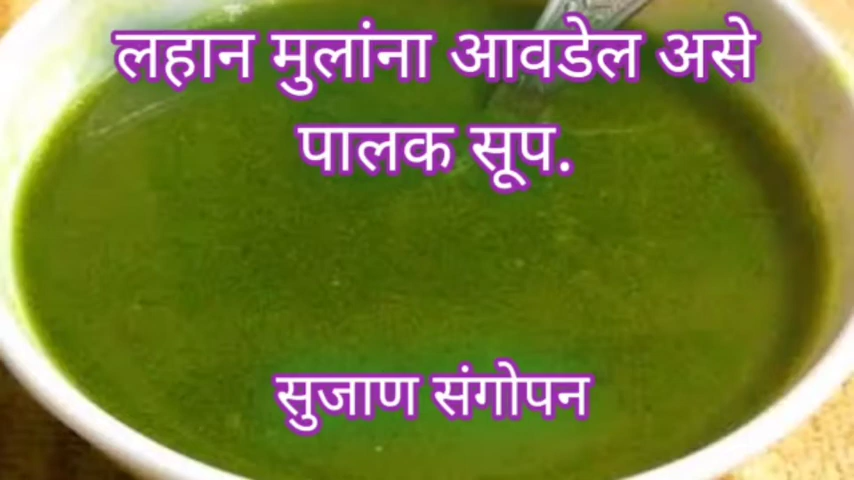 लहान मुलांना आवडेल असे
पालक सूप.
सुजाण संगोपन